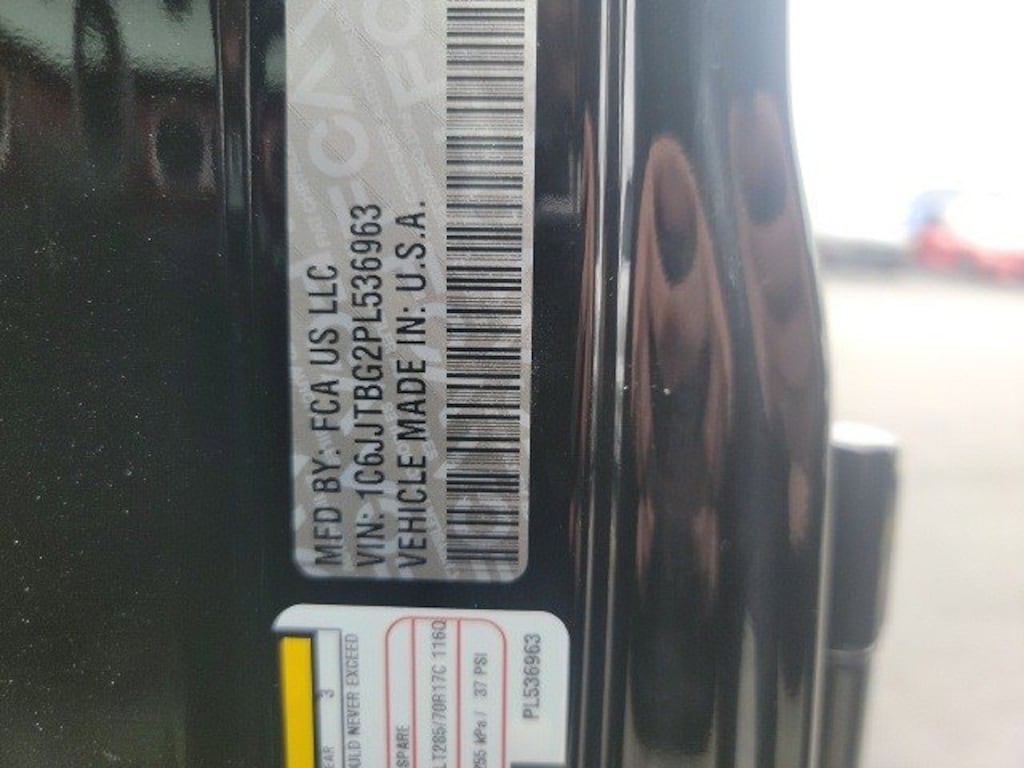 MFD BY: FCA US LLC
VIN: 1C6JJTBG2PL536963
VEHICLE MADE IN: U.S.A.
EAR 3
OULD NEVER EXCEED
SPARE
LT285/70R17C 116Q
255 kPa / 37 PSI
PL536963